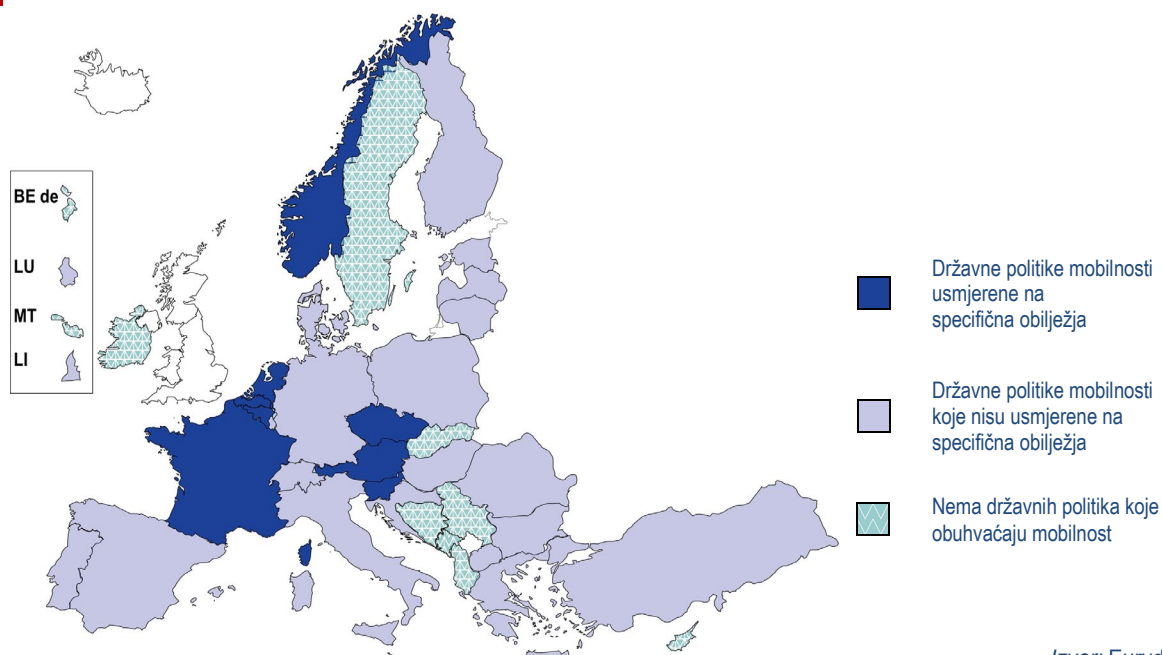 BE de
LU
MT
LI
Državne politike mobilnosti
usmjerene na
specifična obilježja
Državne politike mobilnosti
koje nisu usmjerene na
specifična obilježja
Nema državnih politika koje
obuhvaćaju mobilnost